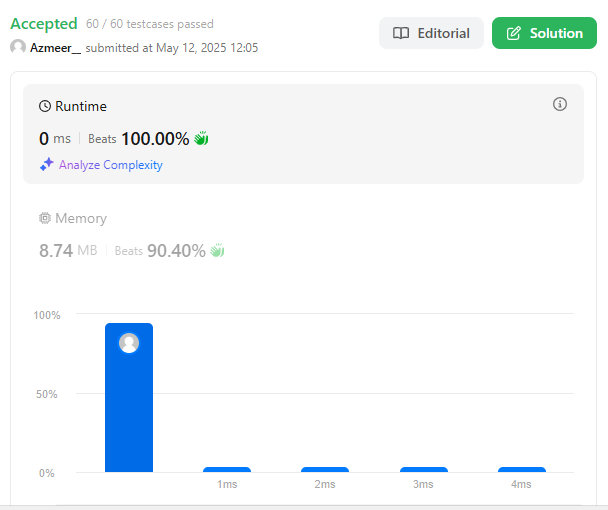 Accepted 60 / 60 testcases passed
Azmeer__ submitted at May 12, 2025 12:05
Editorial
Solution
Runtime
0 ms Beats 100.00%
Analyze Complexity
Memory
8.74 MB Beats 90.40%
100%
50%
0%
1ms 2ms 3ms 4ms